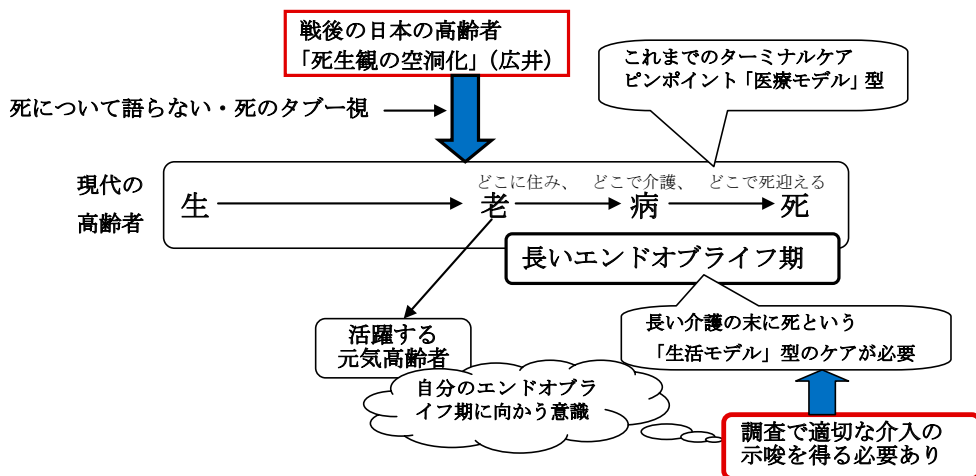 戦後の日本の高齢者
「死生観の空洞化」（広井）
これまでのターミナルケア
ピンポイント「医療モデル」型
死について語らない・死のタブー視
現代の
高齢者
どこに住み、 どこで介護、 どこで死迎える
生 老 病 死
長いエンドオブライフ期
活躍する
元気高齢者
長い介護の末に死という
「生活モデル」型のケアが必要
自分のエンドオブラ
イフ期に向かう意識
調査で適切な介入の
示唆を得る必要あり